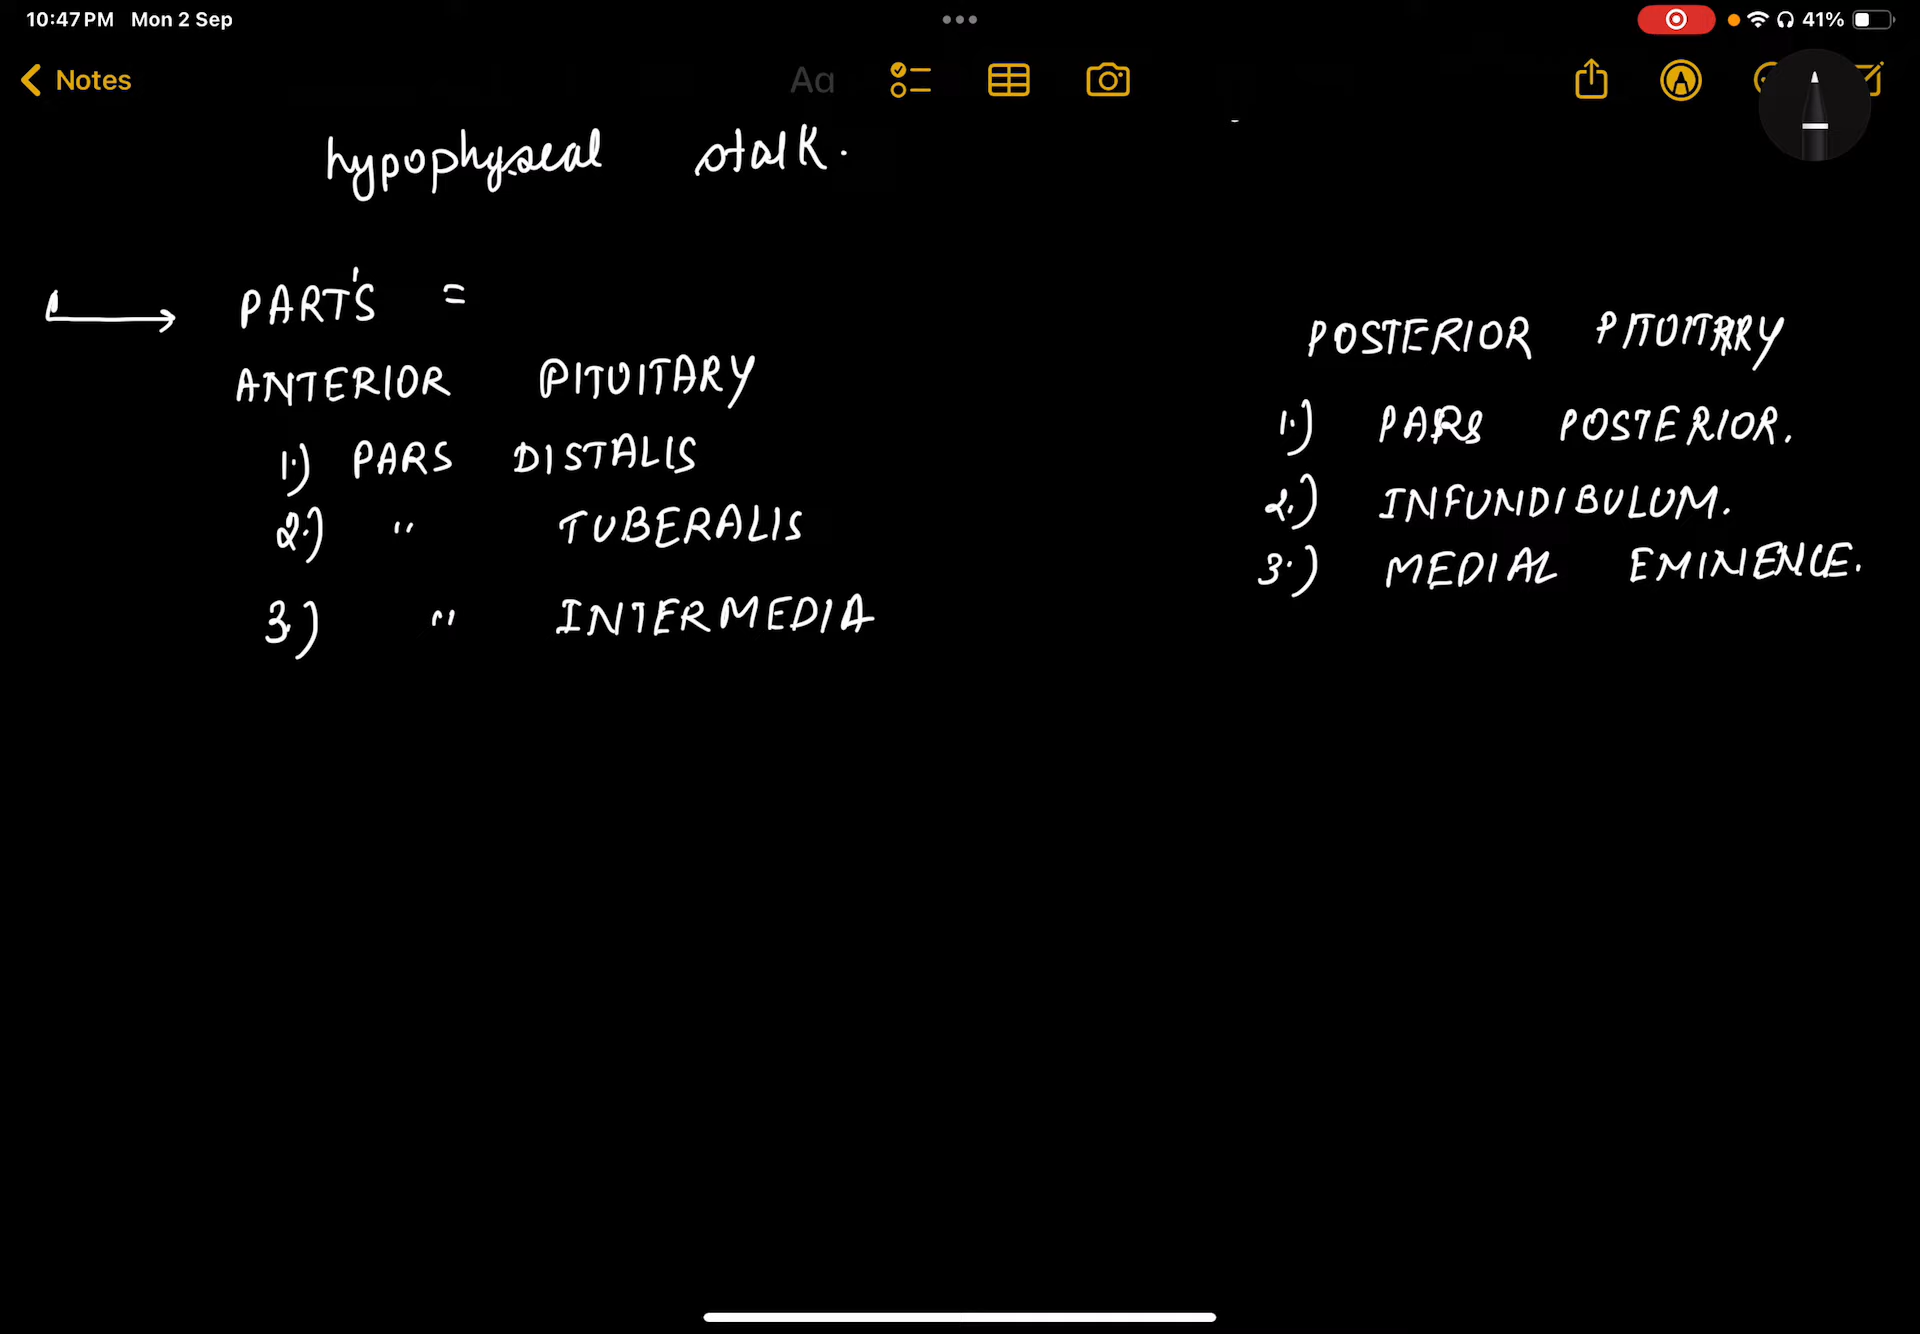 10:47 PM Mon 2 Sep 41%
Notes Aa
hypophyseal stalk.
PART'S =
ANTERIOR PITUITARY
1.) PARS DISTALIS
2.) " TUBERALIS
3.) " INTERMEDIA
POSTERIOR PITUITARY
1.) PARS POSTERIOR.
2.) INFUNDIBULUM.
3.) MEDIAL EMINENCE.